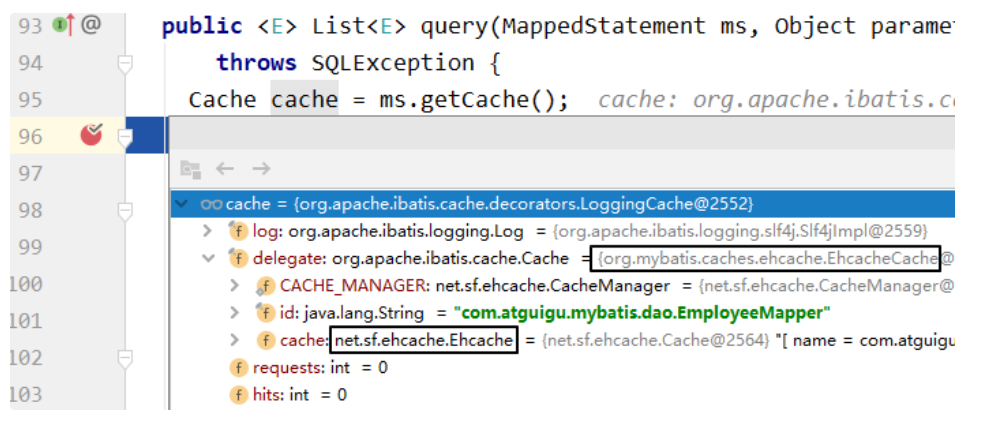 93 @ public <E> List<E> query(MappedStatement ms, Object parame
94 throws SQLException {
95 Cache cache = ms.getCache(); cache: org.apache.ibatis.c
96
97
98 cache = {org.apache.ibatis.cache.decorators.LoggingCache@2552}
f log: org.apache.ibatis.logging.Log = {org.apache.ibatis.logging.slf4j.Slf4jImpl@2559}
99 f delegate: org.apache.ibatis.cache.Cache = {org.mybatis.caches.ehcache.EhcacheCache@
100 f CACHE_MANAGER: net.sf.ehcache.CacheManager = {net.sf.ehcache.CacheManager@
101 f id: java.lang.String = "com.atguigu.mybatis.dao.EmployeeMapper"
f cache: net.sf.ehcache.Ehcache = {net.sf.ehcache.Cache@2564} "[ name = com.atguigu
102 f requests: int = 0
103 f hits: int = 0